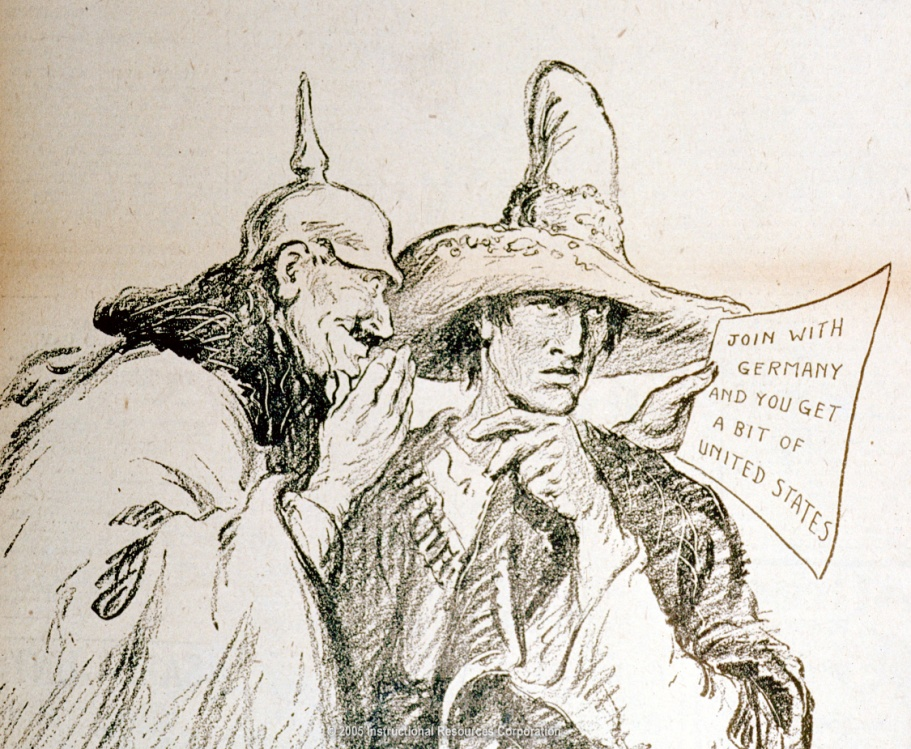 JOIN WITH
GERMANY
AND YOU GET
A BIT OF
UNITED STATES
© 2005 Instructional Resources Corporation